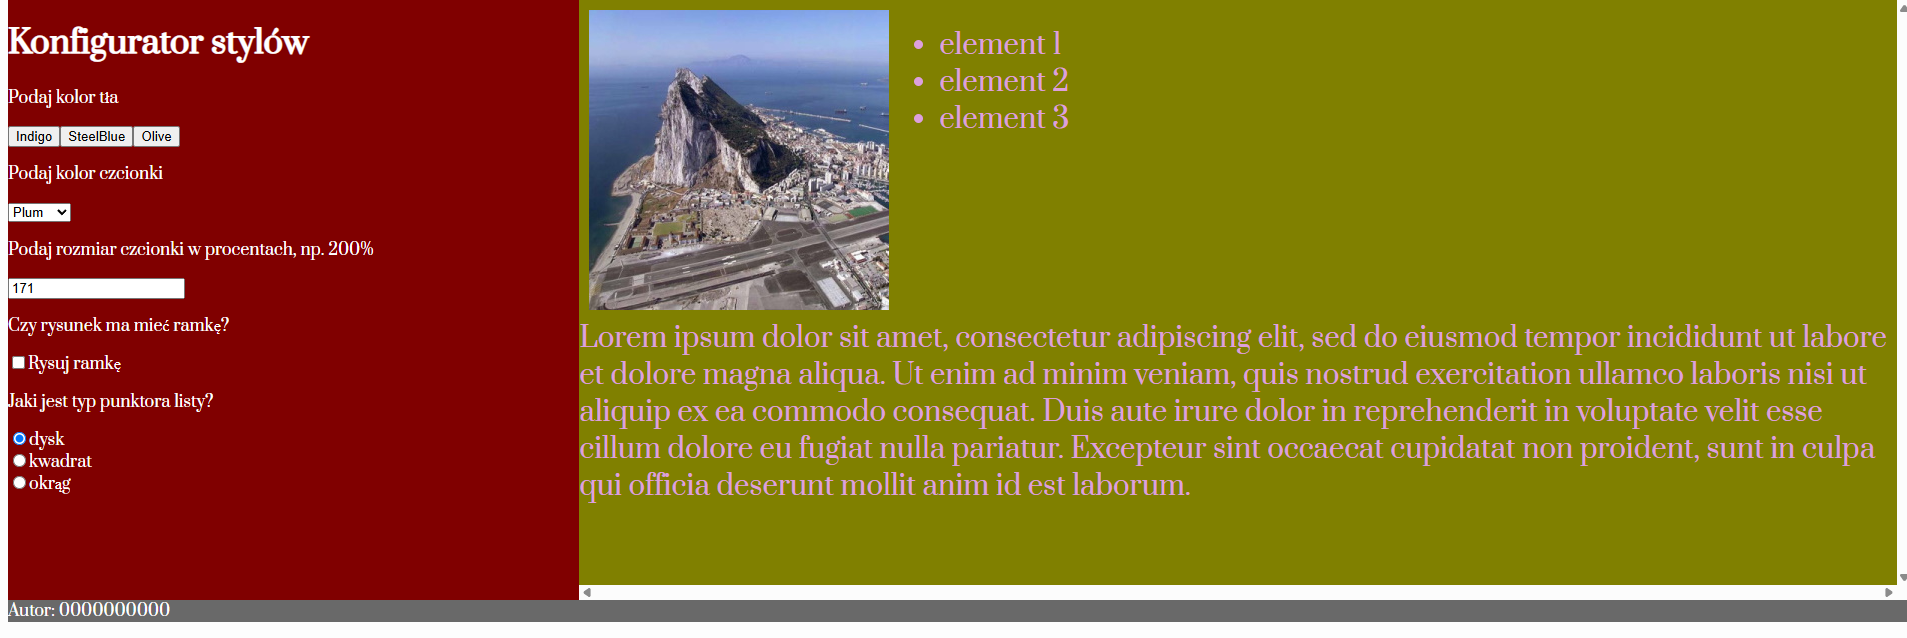 Konfigurator stylów
Podaj kolor tła
Indigo SteelBlue Olive
Podaj kolor czcionki
Plum
Podaj rozmiar czcionki w procentach, np. 200%
171
Czy rysunek ma mieć ramkę?
Rysuj ramkę
Jaki jest typ punktora listy?
dysk
kwadrat
okrąg
element 1
element 2
element 3
Lorem ipsum dolor sit amet, consectetur adipiscing elit, sed do eiusmod tempor incididunt ut labore
et dolore magna aliqua. Ut enim ad minim veniam, quis nostrud exercitation ullamco laboris nisi ut
aliquip ex ea commodo consequat. Duis aute irure dolor in reprehenderit in voluptate velit esse
cillum dolore eu fugiat nulla pariatur. Excepteur sint occaecat cupidatat non proident, sunt in culpa
qui officia deserunt mollit anim id est laborum.
Autor: 0000000000